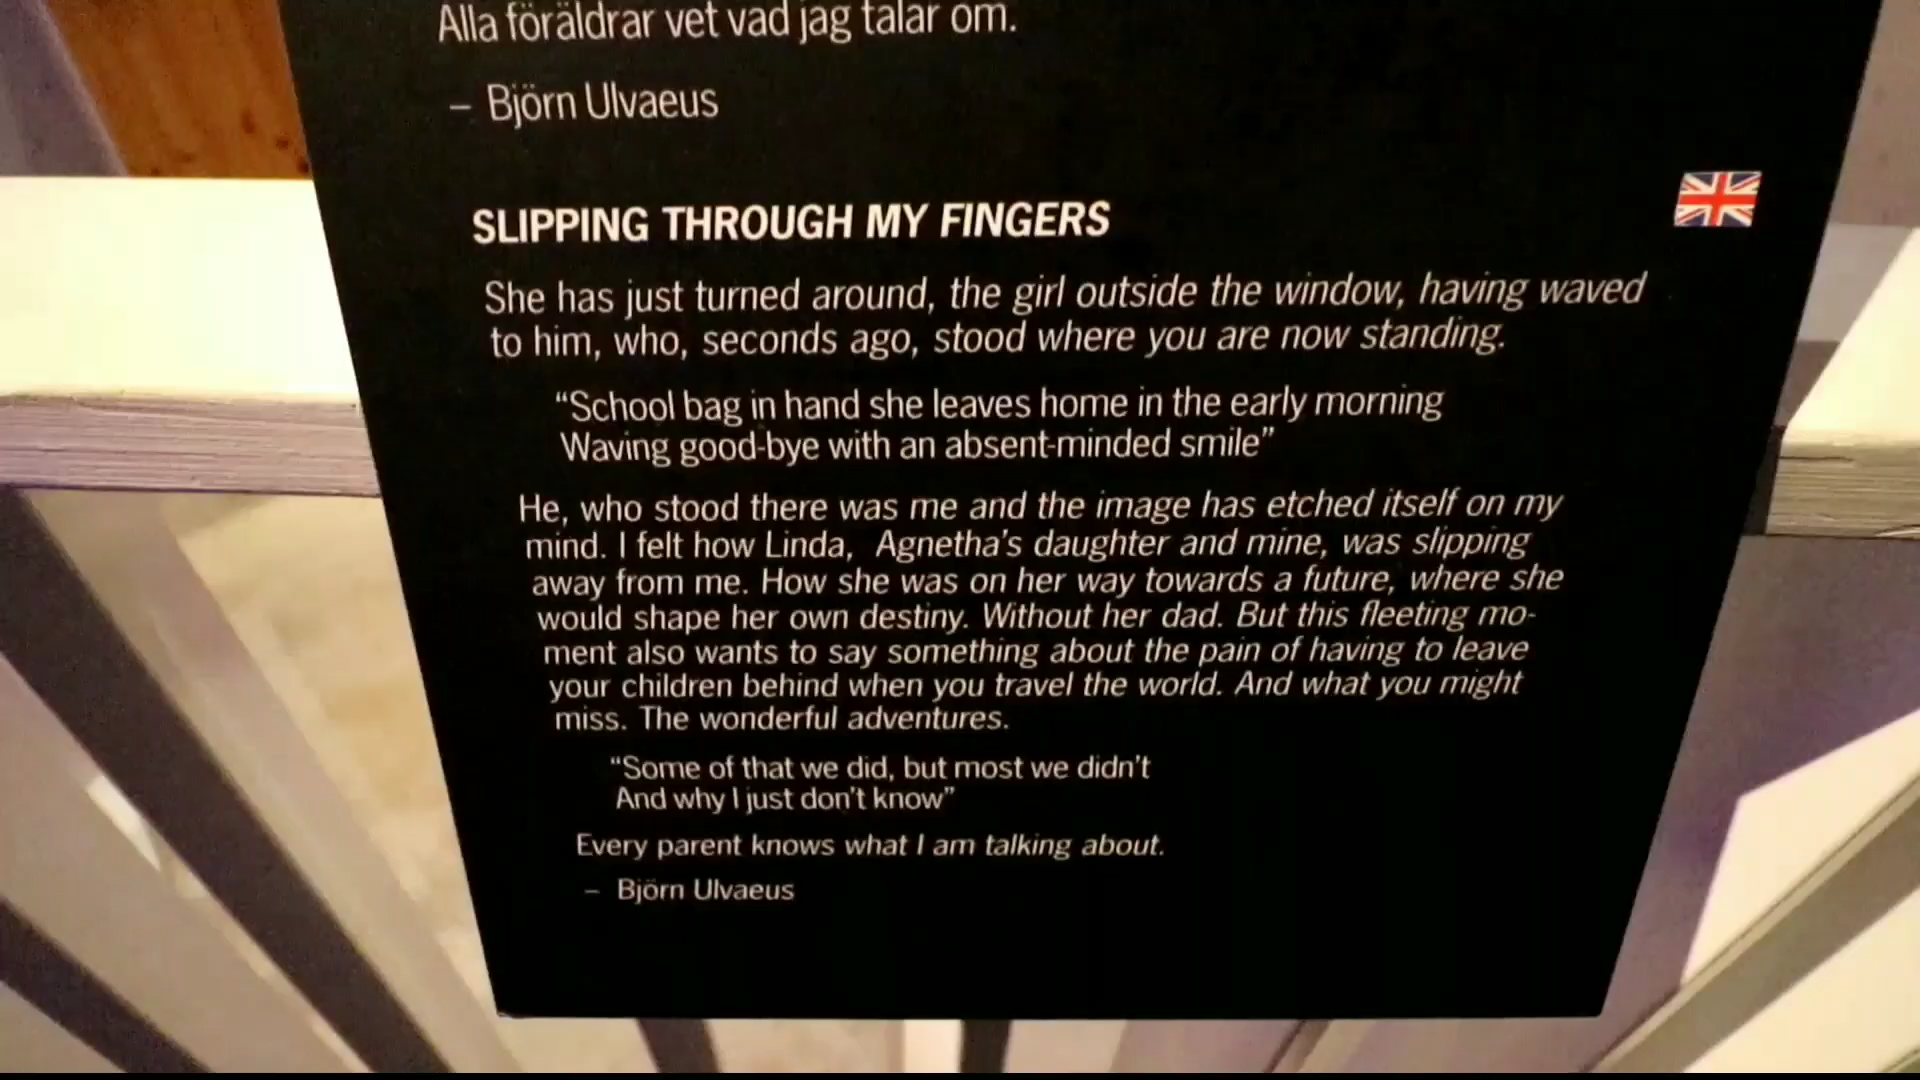 Alla föräldrar vet vad jag talar om.
– Björn Ulvaeus
SLIPPING THROUGH MY FINGERS
She has just turned around, the girl outside the window, having waved
to him, who, seconds ago, stood where you are now standing.
“School bag in hand she leaves home in the early morning
Waving good-bye with an absent-minded smile”
He, who stood there was me and the image has etched itself on my
mind. I felt how Linda, Agnetha’s daughter and mine, was slipping
away from me. How she was on her way towards a future, where she
would shape her own destiny. Without her dad. But this fleeting mo-
ment also wants to say something about the pain of having to leave
your children behind when you travel the world. And what you might
miss. The wonderful adventures.
“Some of that we did, but most we didn’t
And why I just don’t know”
Every parent knows what I am talking about.
– Björn Ulvaeus